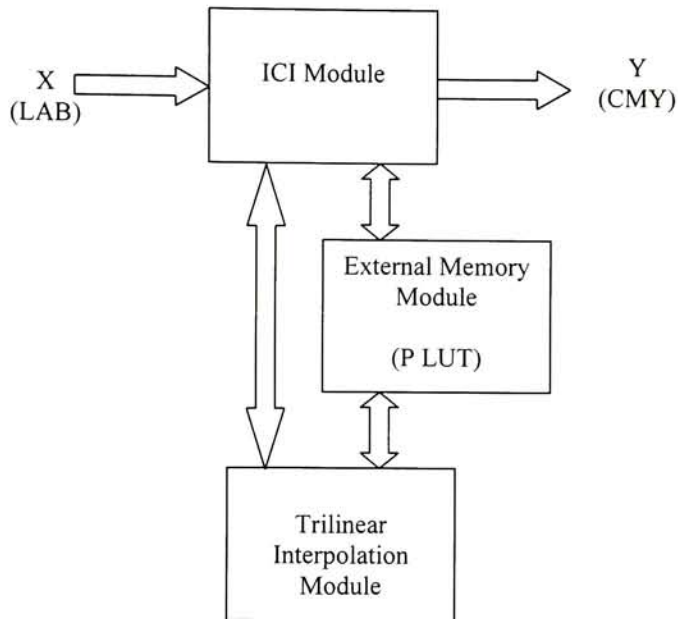 ICI Module
X
(LAB)
Y
(CMY)
External Memory
Module
(P LUT)
Trilinear
Interpolation
Module